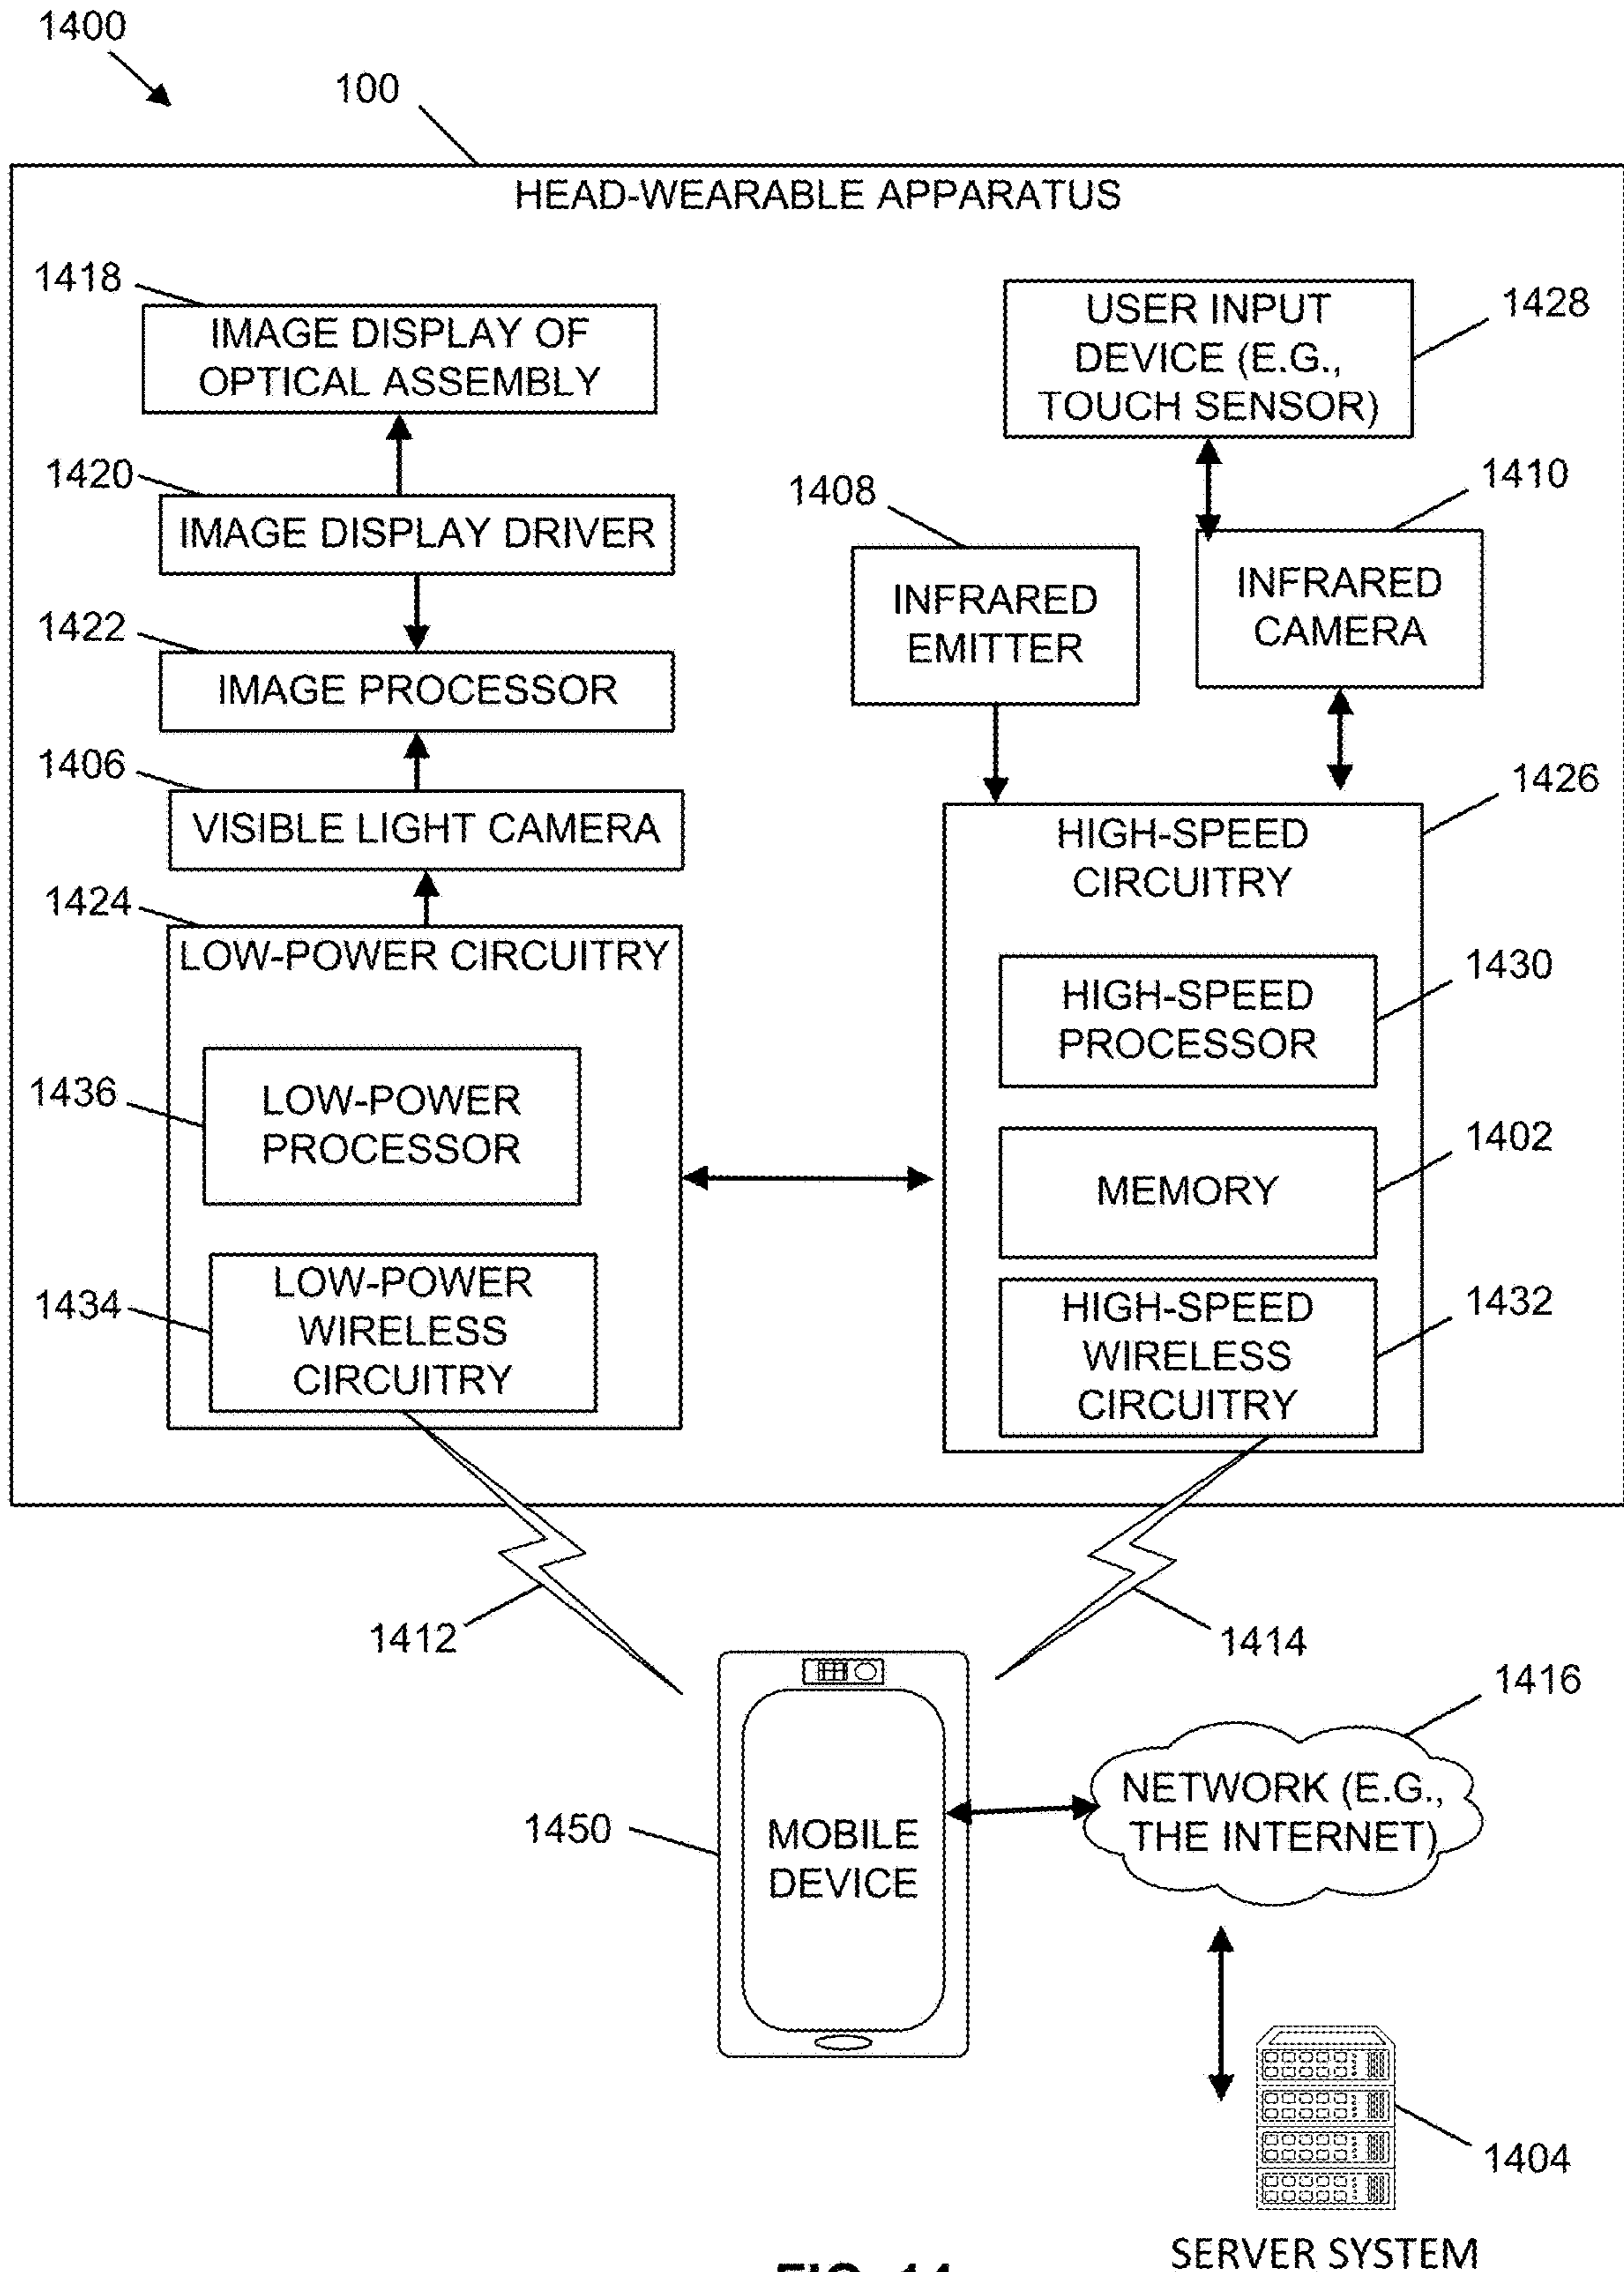 1400
100
HEAD-WEARABLE APPARATUS
1418
IMAGE DISPLAY OF
OPTICAL ASSEMBLY
USER INPUT
DEVICE (E.G.,
TOUCH SENSOR)
1428
1420
IMAGE DISPLAY DRIVER
1408
INFRARED
EMITTER
1410
INFRARED
CAMERA
1422
IMAGE PROCESSOR
1406
VISIBLE LIGHT CAMERA
1426
HIGH-SPEED
CIRCUITRY
1424
LOW-POWER CIRCUITRY
1430
HIGH-SPEED
PROCESSOR
1436
LOW-POWER
PROCESSOR
1402
MEMORY
1434
LOW-POWER
WIRELESS
CIRCUITRY
1432
HIGH-SPEED
WIRELESS
CIRCUITRY
1412
1414
1416
NETWORK (E.G.,
THE INTERNET)
1450
MOBILE
DEVICE
1404
SERVER SYSTEM